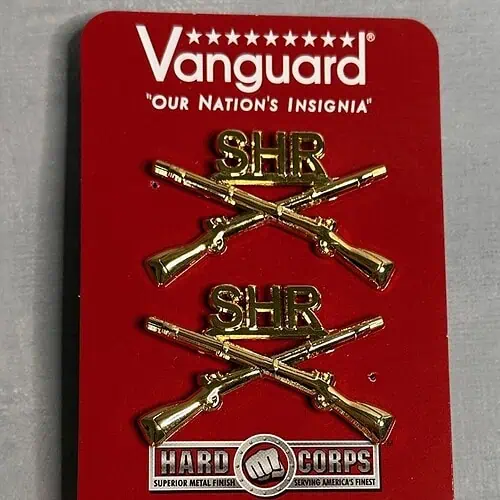 Vanguard®
"OUR NATION'S INSIGNIA"
SHR
SHR
HARD CORPS
SUPERIOR METAL FINISH SERVING AMERICA'S FINEST